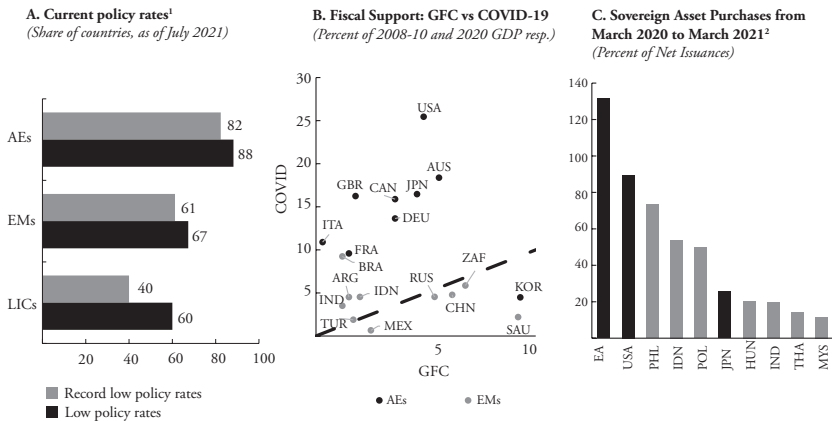 A. Current policy rates¹
(Share of countries, as of July 2021)
AEs
82
88
EMs
61
67
LICs
40
60
20 40 60 80 100
Record low policy rates
Low policy rates
B. Fiscal Support: GFC vs COVID-19
(Percent of 2008-10 and 2020 GDP resp.)
30
25
20
15
10
5
COVID
USA
AUS
GBR
CAN
JPN
DEU
ITA
FRA
BRA
ZAF
ARG
IDN
RUS
IND
CHN
KOR
TUR
MEX
SAU
5 10
GFC
AEs EMs
C. Sovereign Asset Purchases from
March 2020 to March 2021²
(Percent of Net Issuances)
140
120
100
80
60
40
20
EA
USA
PHL
IDN
POL
JPN
HUN
IND
THA
MYS